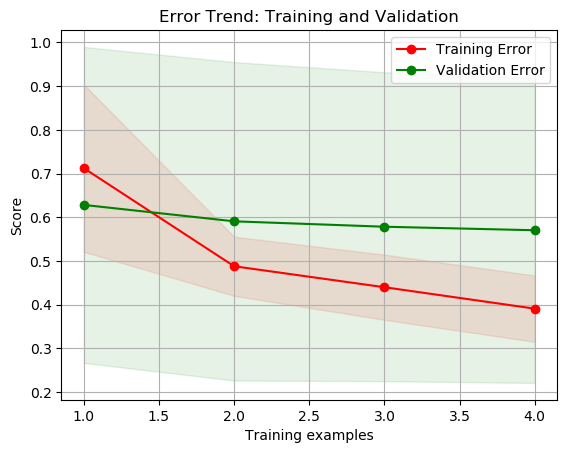 Error Trend: Training and Validation
1.0
0.9
0.8
0.7
0.6
0.5
0.4
0.3
0.2
Score
Training Error
Validation Error
1.0 1.5 2.0 2.5 3.0 3.5 4.0
Training examples